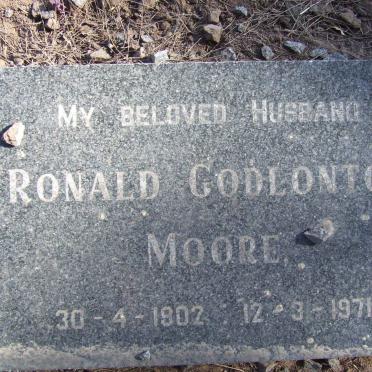 MY BELOVED HUSBAND
RONALD GODLONTO
MOORE.
30-4-1902 12-3-1971